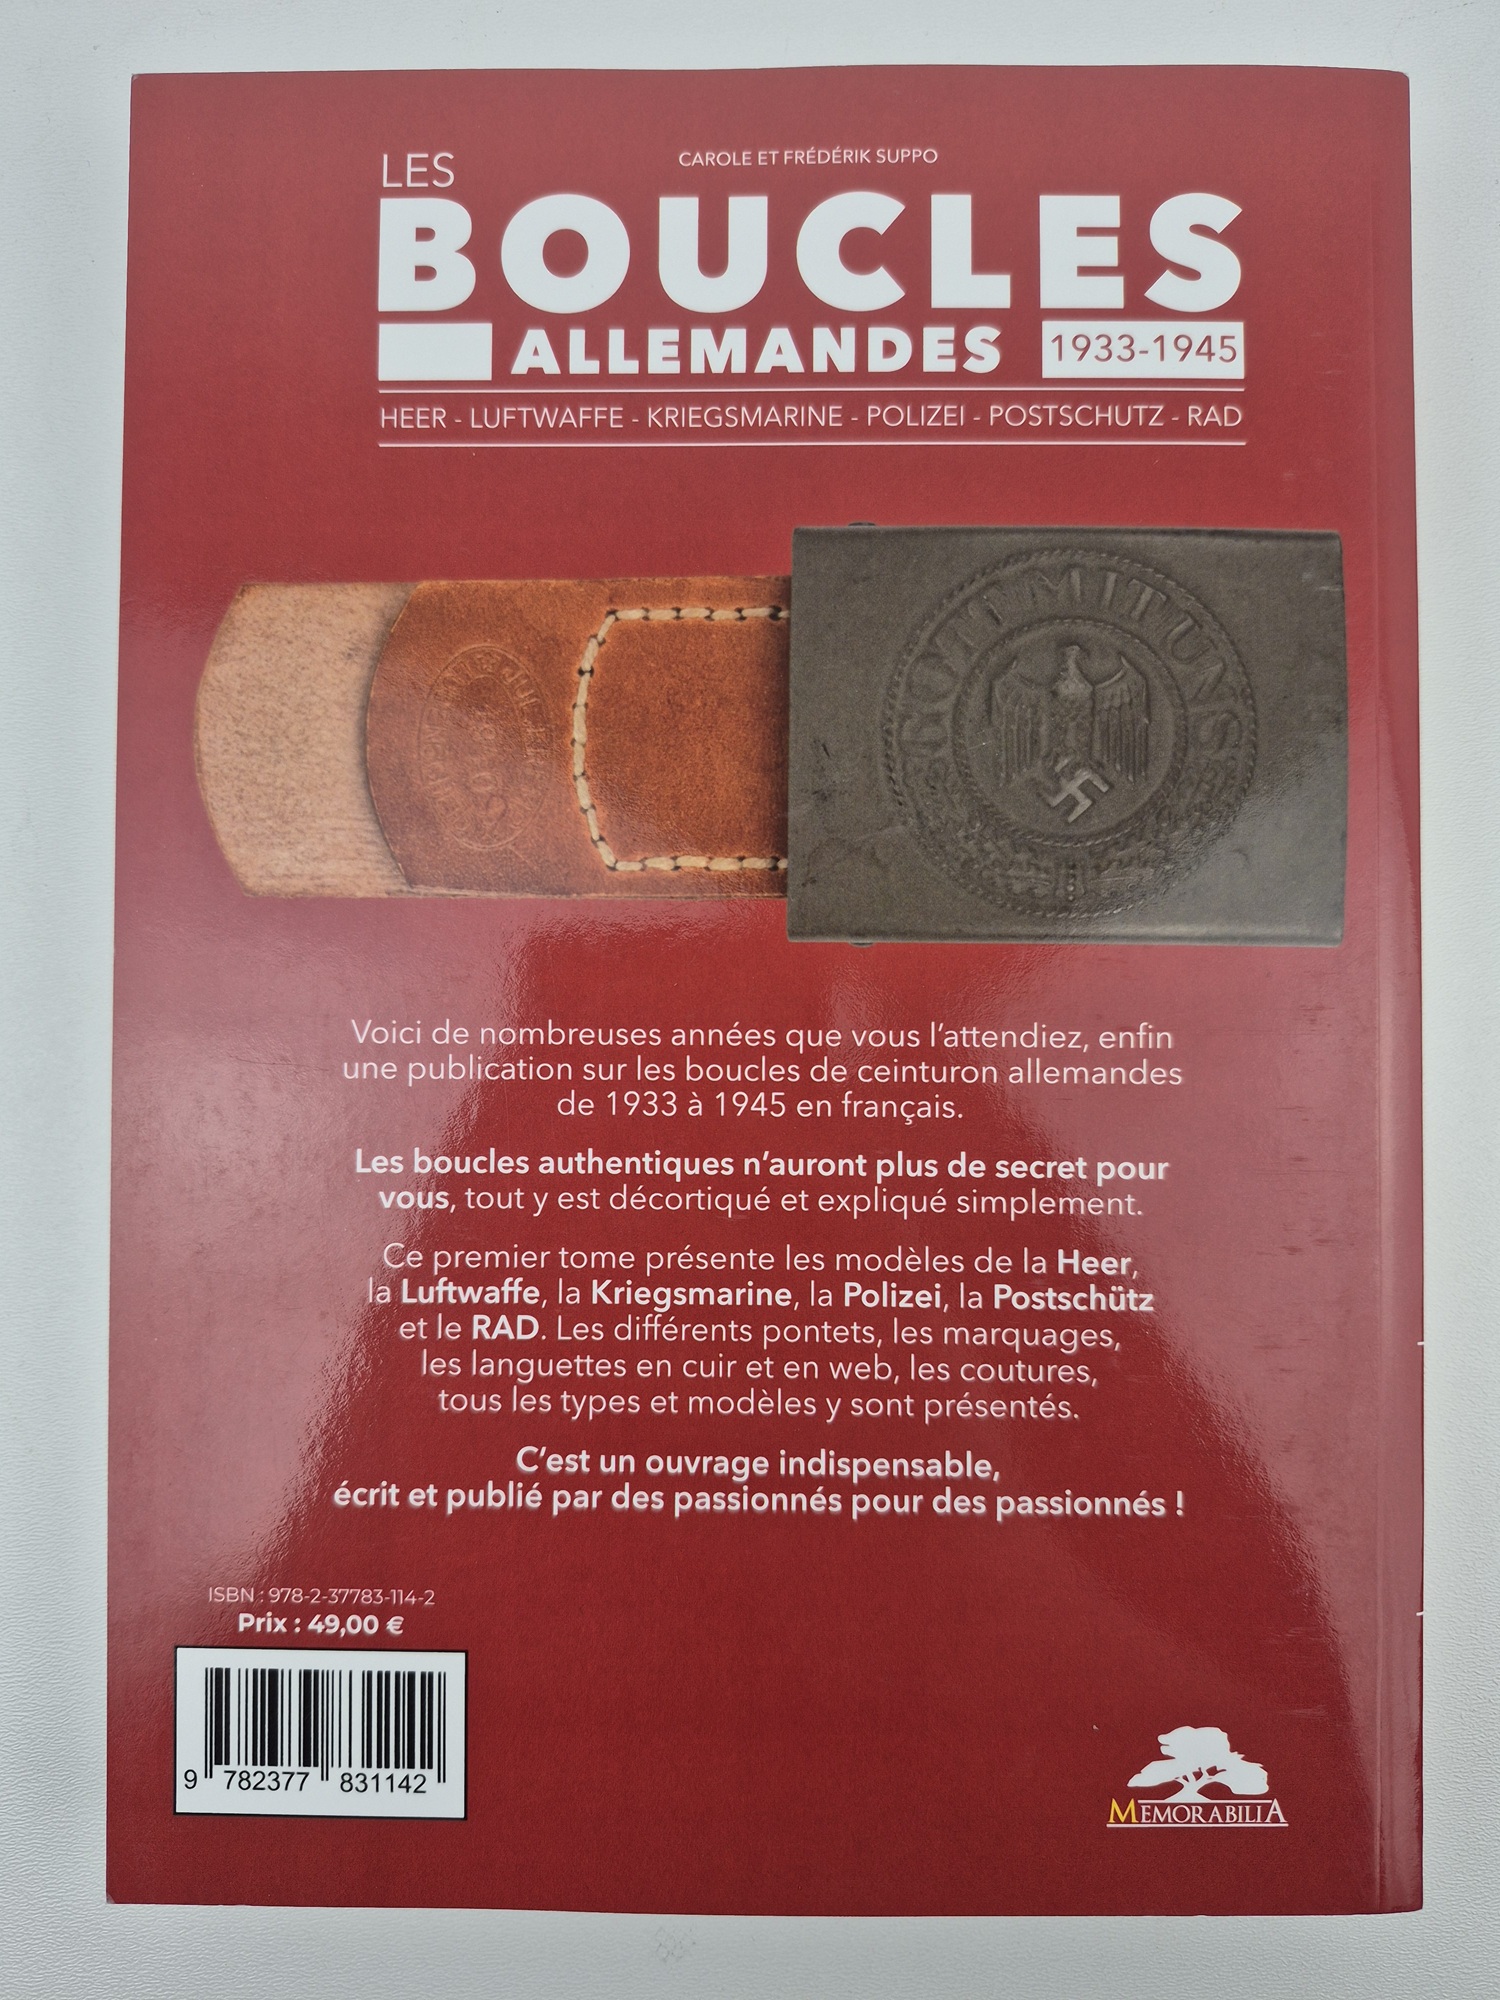 CAROLE ET FRÉDÉRIK SUPPO
LES
BOUCLES
ALLEMANDES 1933-1945
HEER - LUFTWAFFE - KRIEGSMARINE - POLIZEI - POSTSCHUTZ - RAD
GOTT MIT UNS
Voici de nombreuses années que vous l'attendiez, enfin
une publication sur les boucles de ceinturon allemandes
de 1933 à 1945 en français.
Les boucles authentiques n'auront plus de secret pour
vous, tout y est décortiqué et expliqué simplement.
Ce premier tome présente les modèles de la Heer,
la Luftwaffe, la Kriegsmarine, la Polizei, la Postschütz
et le RAD. Les différents pontets, les marquages,
les languettes en cuir et en web, les coutures,
tous les types et modèles y sont présentés.
C'est un ouvrage indispensable,
écrit et publié par des passionnés pour des passionnés !
ISBN : 978-2-37783-114-2
Prix : 49,00 €
9 782377 831142
MEMORABILIA